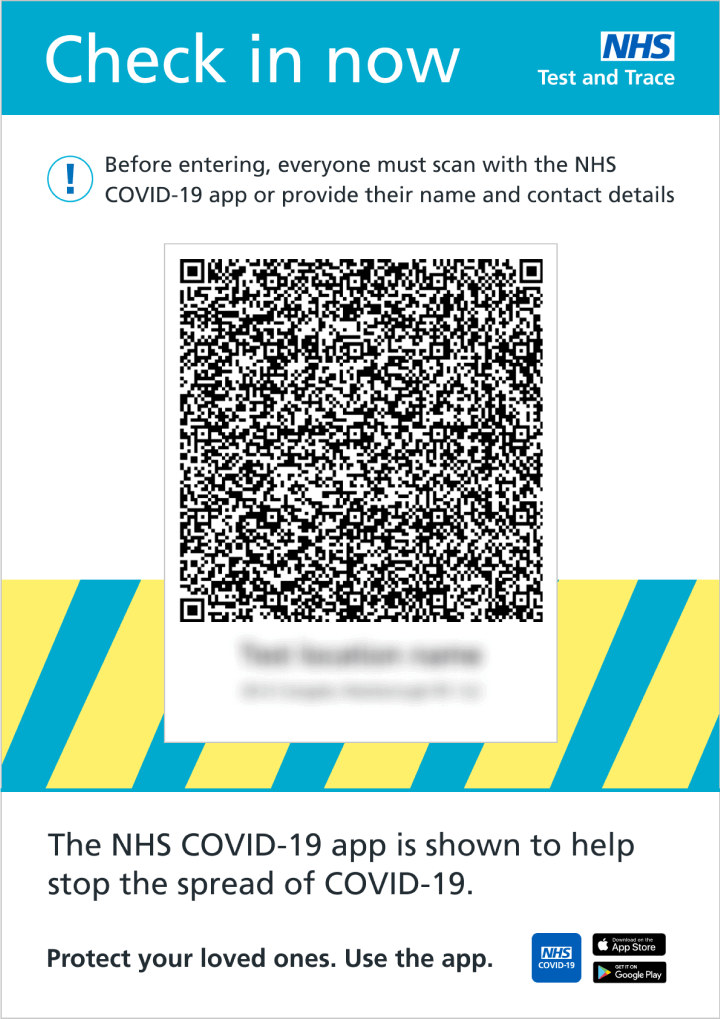 Check in now
NHS
Test and Trace
! Before entering, everyone must scan with the NHS
COVID-19 app or provide their name and contact details
Test location name
The NHS COVID-19 app is shown to help
stop the spread of COVID-19.
Protect your loved ones. Use the app.
NHS
COVID-19
Download on the
App Store
GET IT ON
Google Play